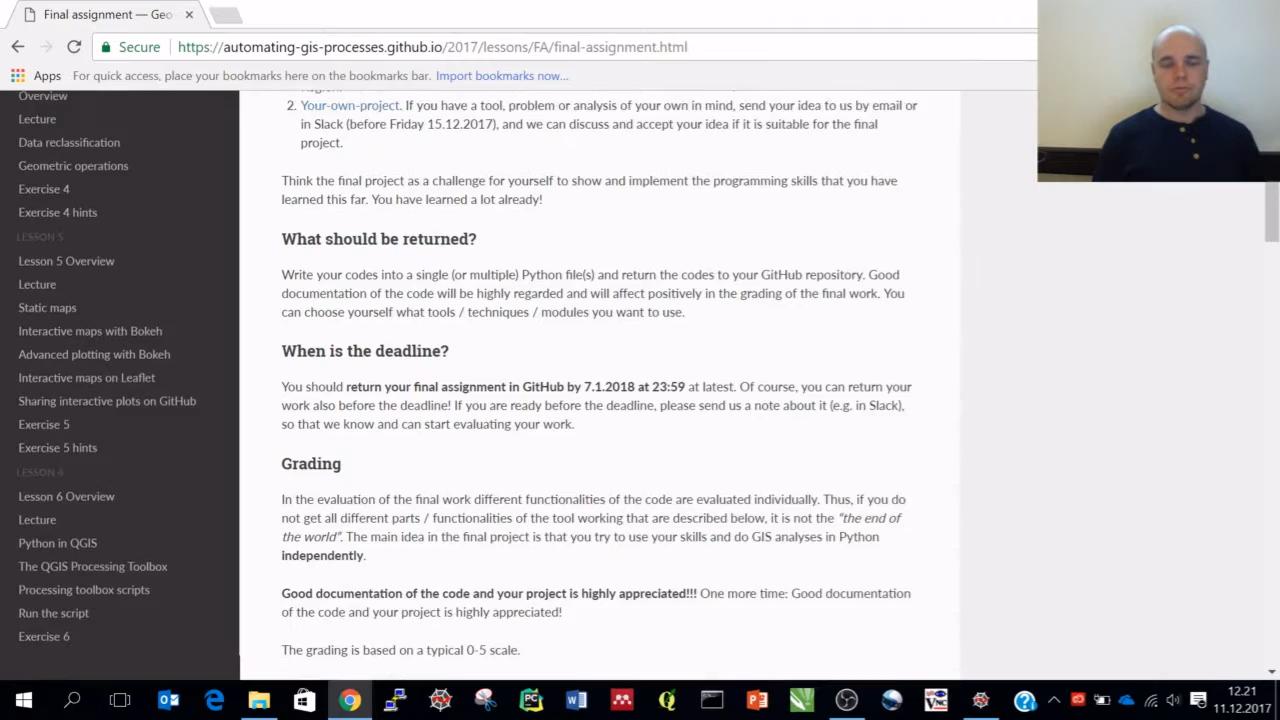 Final assignment — Geo
Secure
https://automating-gis-processes.github.io/2017/lessons/FA/final-assignment.html
Apps
For quick access, place your bookmarks here on the bookmarks bar. Import bookmarks now...
Overview
Lecture
Data reclassification
Geometric operations
Exercise 4
Exercise 4 hints
LESSON 5
Lesson 5 Overview
Lecture
Static maps
Interactive maps with Bokeh
Advanced plotting with Bokeh
Interactive maps on Leaflet
Sharing interactive plots on GitHub
Exercise 5
Exercise 5 hints
Lesson 6 Overview
Lecture
Python in QGIS
The QGIS Processing Toolbox
Processing toolbox scripts
Run the script
Exercise 6
2. Your-own-project. If you have a tool, problem or analysis of your own in mind, send your idea to us by email or
in Slack (before Friday 15.12.2017), and we can discuss and accept your idea if it is suitable for the final
project.
Think the final project as a challenge for yourself to show and implement the programming skills that you have
learned this far. You have learned a lot already!
What should be returned?
Write your codes into a single (or multiple) Python file(s) and return the codes to your GitHub repository. Good
documentation of the code will be highly regarded and will affect positively in the grading of the final work. You
can choose yourself what tools / techniques / modules you want to use.
When is the deadline?
You should return your final assignment in GitHub by 7.1.2018 at 23:59 at latest. Of course, you can return your
work also before the deadline! If you are ready before the deadline, please send us a note about it (e.g. in Slack),
so that we know and can start evaluating your work.
Grading
In the evaluation of the final work different functionalities of the code are evaluated individually. Thus, if you do
not get all different parts / functionalities of the tool working that are described below, it is not the “the end of
the world”. The main idea in the final project is that you try to use your skills and do GIS analyses in Python
independently.
Good documentation of the code and your project is highly appreciated!!! One more time: Good documentation
of the code and your project is highly appreciated!
The grading is based on a typical 0-5 scale.
12.21
11.12.2017